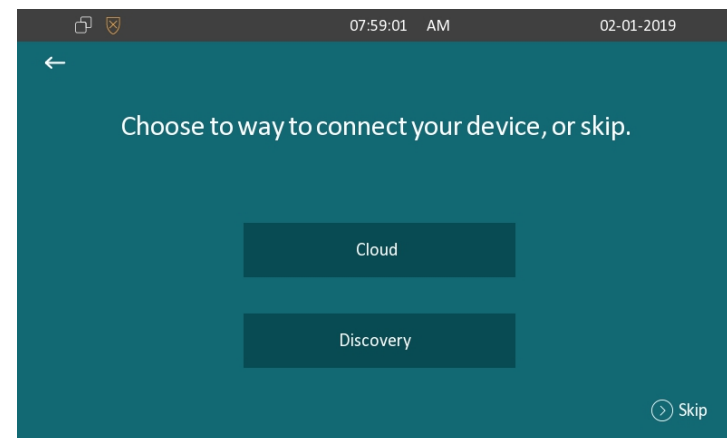 07:59:01 AM 02-01-2019
Choose to way to connect your device, or skip.
Cloud
Discovery
Skip